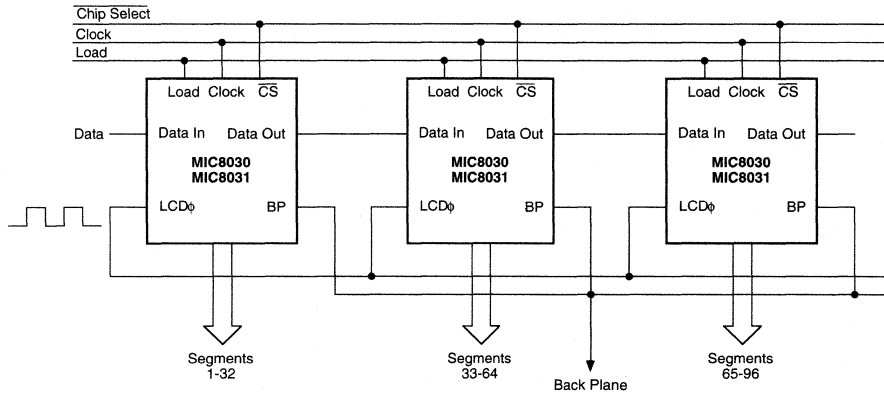 Chip Select
Clock
Load
Load Clock CS
Load Clock CS
Load Clock CS
Data
Data In Data Out
Data In Data Out
Data In Data Out
MIC8030
MIC8031
MIC8030
MIC8031
MIC8030
MIC8031
LCDϕ BP
LCDϕ BP
LCDϕ BP
Segments
1-32
Segments
33-64
Segments
65-96
Back Plane